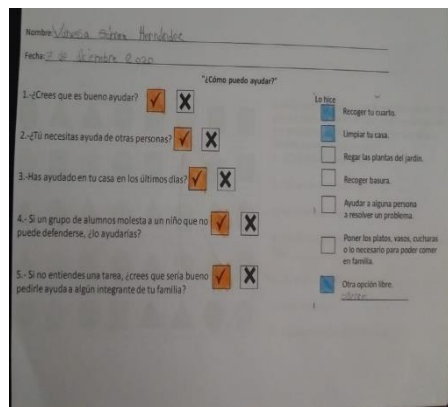 Nombre: Vanesa Hernández
Fecha: 7 de diciembre 2020
"¿Cómo puedo ayudar?"
1.-¿Crees que es bueno ayudar?
2.-¿Tú necesitas ayuda de otras personas?
3.-Has ayudado en tu casa en los últimos días?
4.- Si un grupo de alumnos molesta a un niño que no
puede defenderse, ¿lo ayudarías?
5.- Si no entiendes una tarea, ¿crees que sería bueno
pedirle ayuda a algún integrante de tu familia?
Lo hice
Recoger tu cuarto.
Limpiar tu casa.
Regar las plantas del jardín.
Recoger basura.
Ayudar a alguna persona
a resolver un problema.
Poner los platos, vasos, cucharas
o lo necesario para poder comer
en familia.
Otra opción libre.